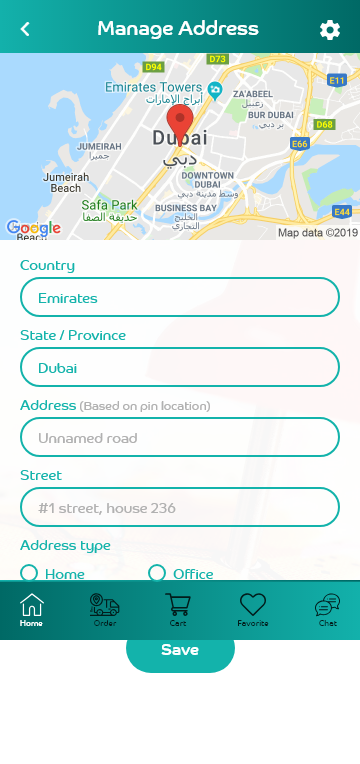 Manage Address
D94
D73
E11
Emirates Towers
أبراج الإمارات
ZA'ABEEL
زعبيل
BUR DUBAI
بر دبي
D68
Dubai
دبي
E66
JUMEIRAH
جميرا
Jumeirah
Beach
DOWNTOWN
DUBAI
وسط مدينة دبي
Safa Park
حديقة الصفا
BUSINESS BAY
الخليج
التجاري
E44
Google
Map data ©2019
Country
Emirates
State / Province
Dubai
Address (Based on pin location)
Unnamed road
Street
#1 street, house 236
Address type
Home Office
Home Order Cart Favorite Chat
Save